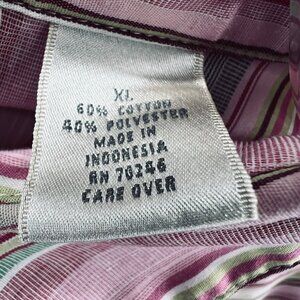 XL
60% COTTON
40% POLYESTER
MADE IN
INDONESIA
RN 70246
CARE OVER